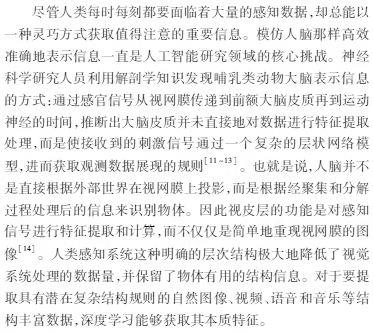 尽管人类每时每刻都要面临着大量的感知数据,却总能以
一种灵巧方式获取值得注意的重要信息。模仿人脑那样高效
准确地表示信息一直是人工智能研究领域的核心挑战。神经
科学研究人员利用解剖学知识发现哺乳类动物大脑表示信息
的方式:通过感官信号从视网膜传递到前额大脑皮质再到运动
神经的时间,推断出大脑皮质并未直接地对数据进行特征提取
处理,而是使接收到的刺激信号通过一个复杂的层状网络模
型,进而获取观测数据展现的规则[11~13]。也就是说,人脑并不
是直接根据外部世界在视网膜上投影,而是根据经聚集和分解
过程处理后的信息来识别物体。因此视皮层的功能是对感知
信号进行特征提取和计算,而不仅仅是简单地重现视网膜的图
像[14]。人类感知系统这种明确的层次结构极大地降低了视觉
系统处理的数据量,并保留了物体有用的结构信息。对于要提
取具有潜在复杂结构规则的自然图像、视频、语音和音乐等结
构丰富数据,深度学习能够获取其本质特征。